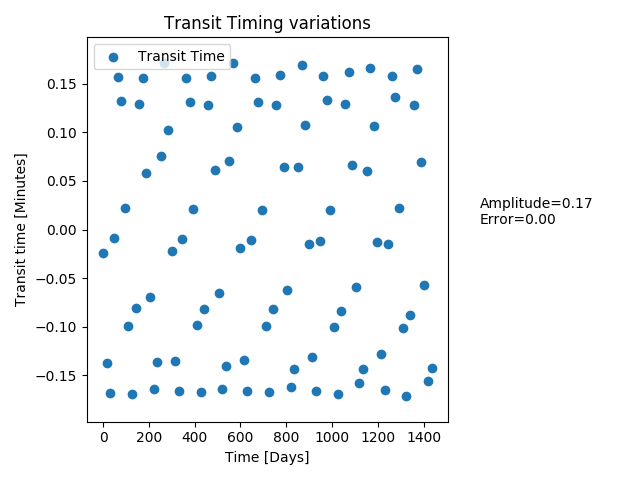 Transit Timing variations
Transit Time
Transit time [Minutes]
0.15
0.10
0.05
0.00
−0.05
−0.10
−0.15
0 200 400 600 800 1000 1200 1400
Time [Days]
Amplitude=0.17
Error=0.00